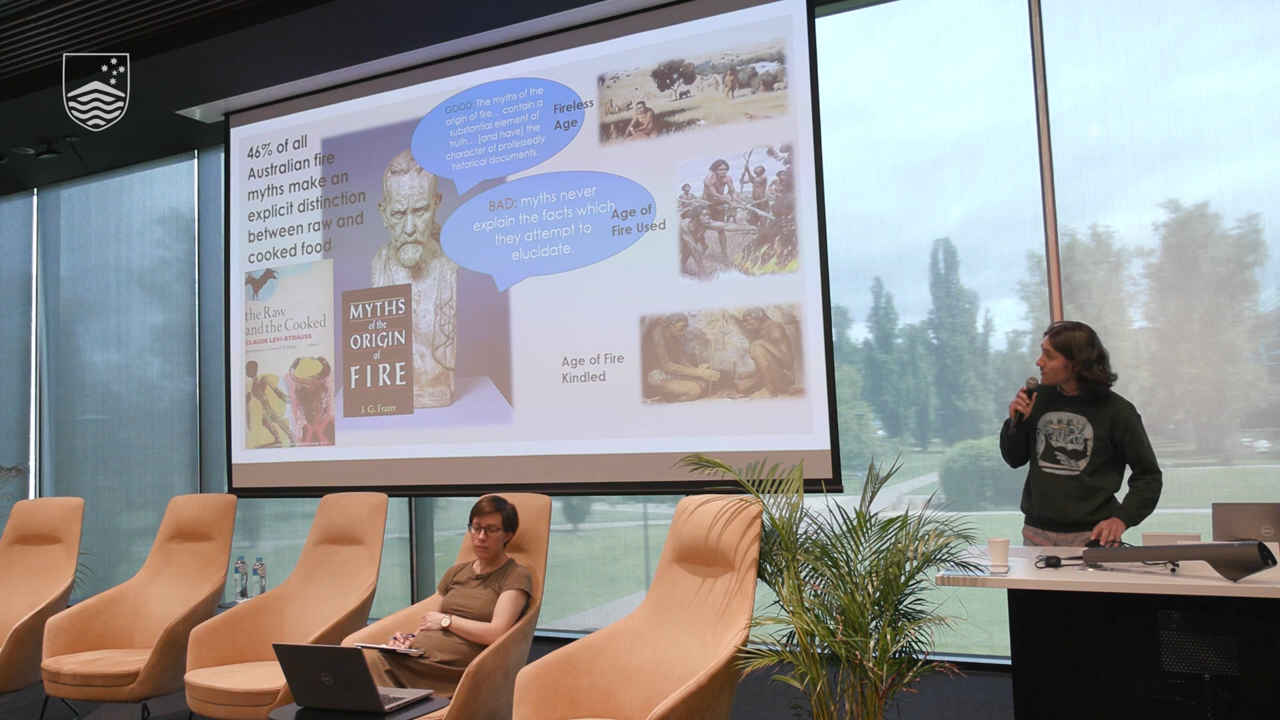 46% of all
Australian fire
myths make an
explicit distinction
between raw and
cooked food
GOOD: The myths of the
origin of fire... contain a
substantial element of
truth... [and have] the
character of professedly
historical documents.
BAD: myths never
explain the facts which
they attempt to
elucidate.
Fireless
Age
Age of
Fire Used
Age of Fire
Kindled
the Raw
and the Cooked
CLAUDE LÉVI-STRAUSS
MYTHS
of the
ORIGIN
of
FIRE
J. G. Frazer
DELL